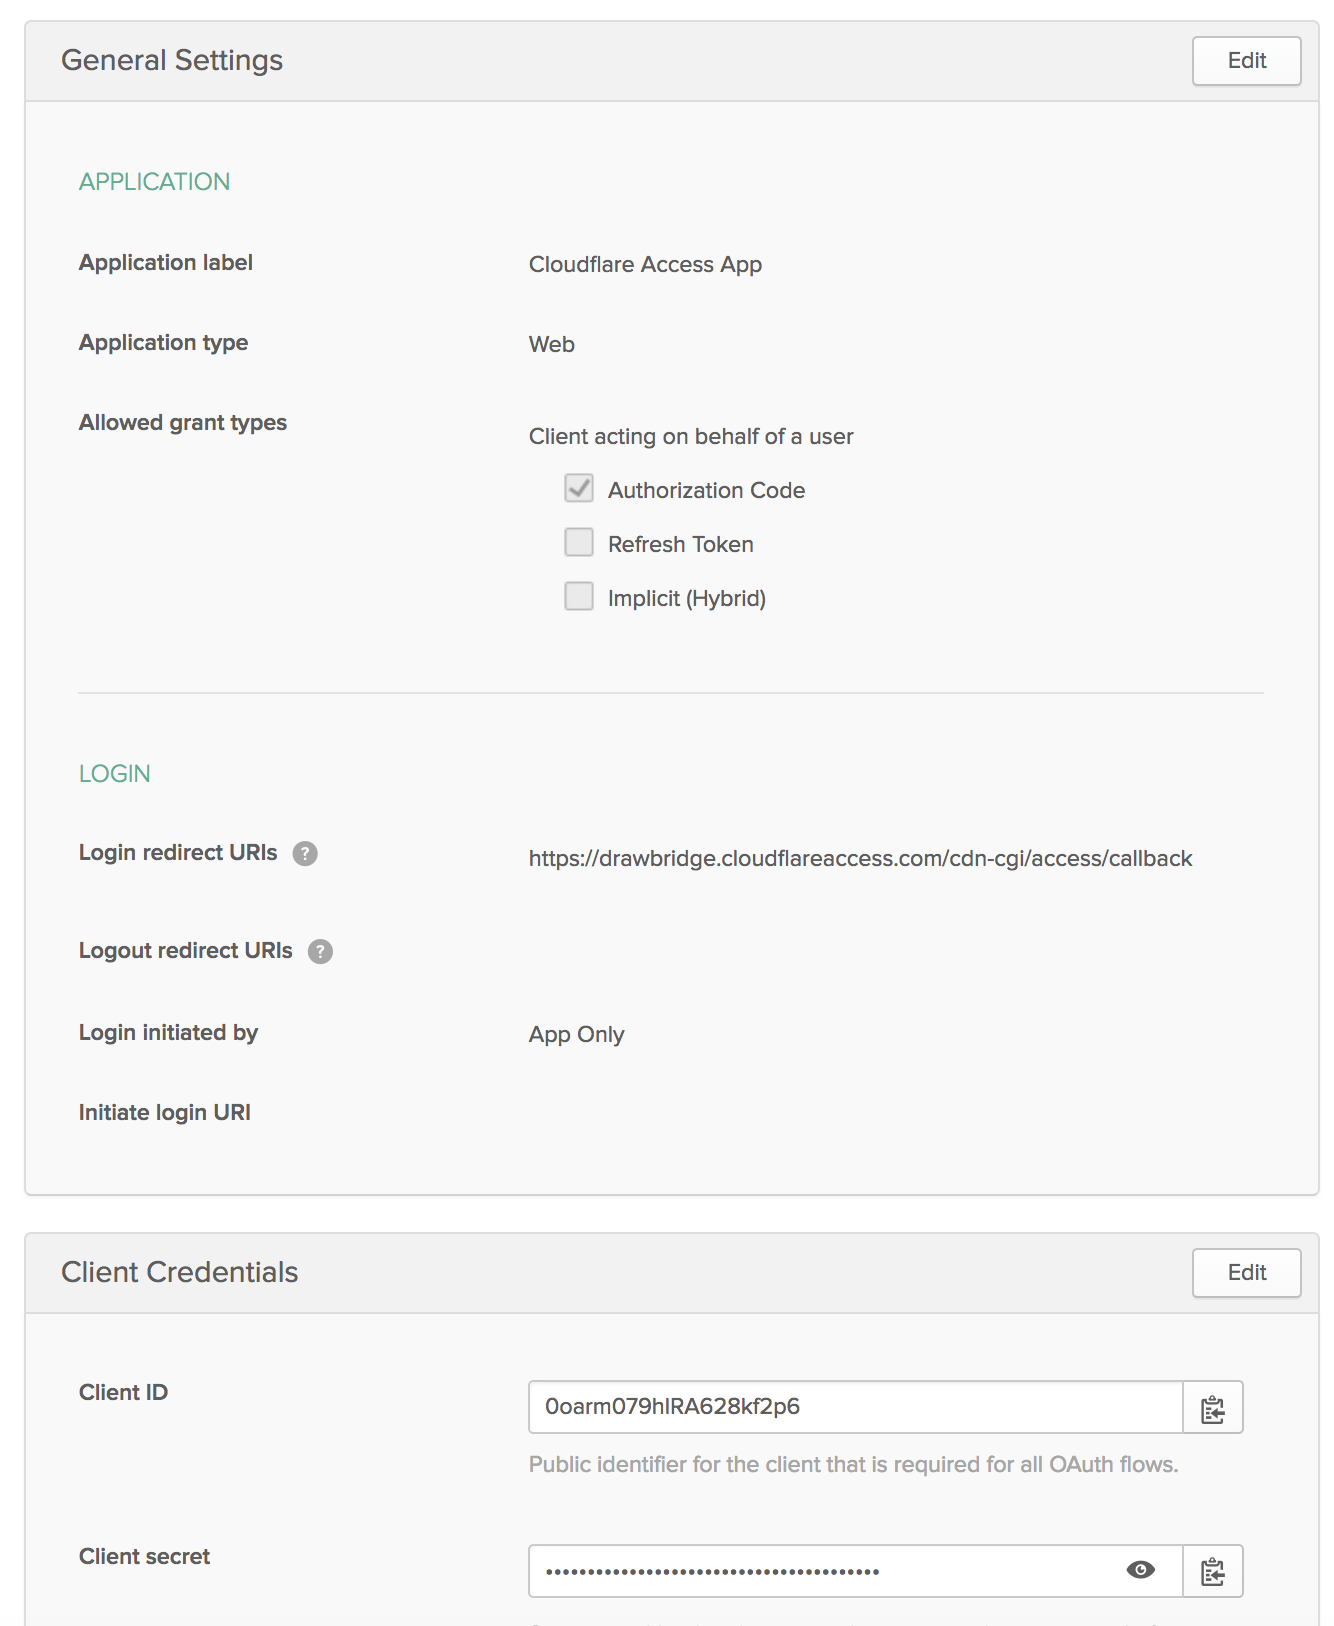 General Settings
Edit
APPLICATION
Application label
Cloudflare Access App
Application type
Web
Allowed grant types
Client acting on behalf of a user
Authorization Code
Refresh Token
Implicit (Hybrid)
LOGIN
Login redirect URIs ?
https://drawbridge.cloudflareaccess.com/cdn-cgi/access/callback
Logout redirect URIs ?
Login initiated by
App Only
Initiate login URI
Client Credentials
Edit
Client ID
0oarm079hIRA628kf2p6
Public identifier for the client that is required for all OAuth flows.
Client secret
••••••••••••••••••••••••••••••••••••••••